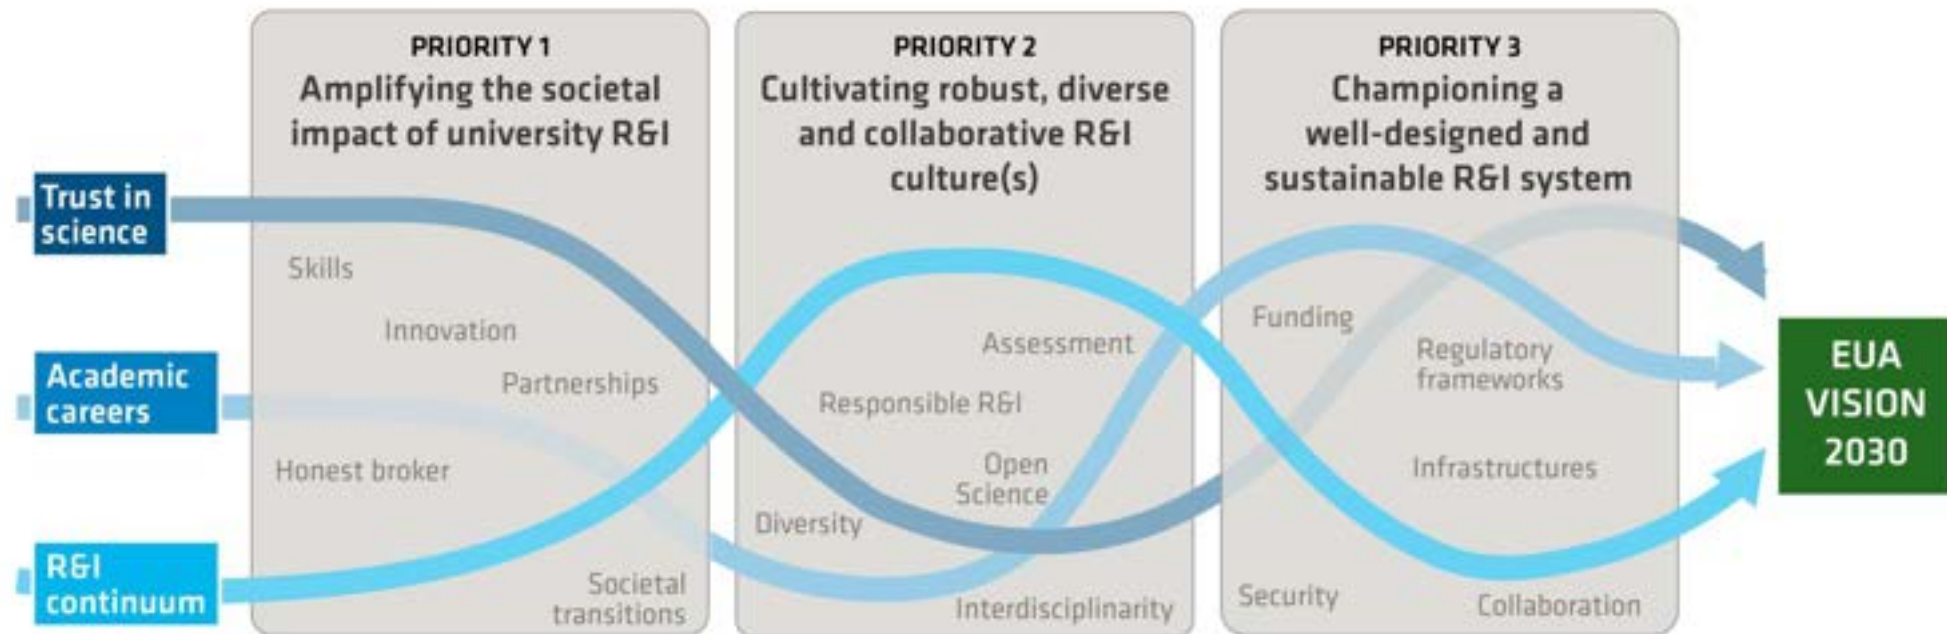 PRIORITY 1
Amplifying the societal
impact of university R&I
PRIORITY 2
Cultivating robust, diverse
and collaborative R&I
culture(s)
PRIORITY 3
Championing a
well-designed and
sustainable R&I system
Trust in
science
Academic
careers
R&I
continuum
Skills
Innovation
Partnerships
Honest broker
Societal
transitions
Assessment
Responsible R&I
Open
Science
Diversity
Interdisciplinarity
Funding
Regulatory
frameworks
Infrastructures
Security
Collaboration
EUA
VISION
2030